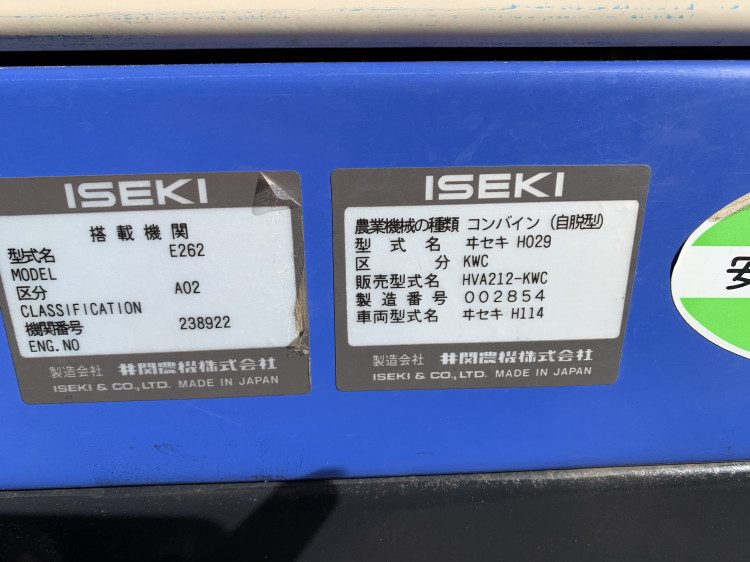 ISEKI
搭載機関
型式名 E262
MODEL
区分 A02
CLASSIFICATION
機関番号 238922
ENG.NO
製造会社 井関農機株式会社
ISEKI & CO.,LTD. MADE IN JAPAN
ISEKI
農業機械の種類 コンバイン (自脱型)
型式名 ヰセキ HO29
区分 KWC
販売型式名 HVA212-KWC
製造番号 002854
車両型式名 ヰセキ H114
製造会社 井関農機株式会社
ISEKI & CO.,LTD. MADE IN JAPAN
安